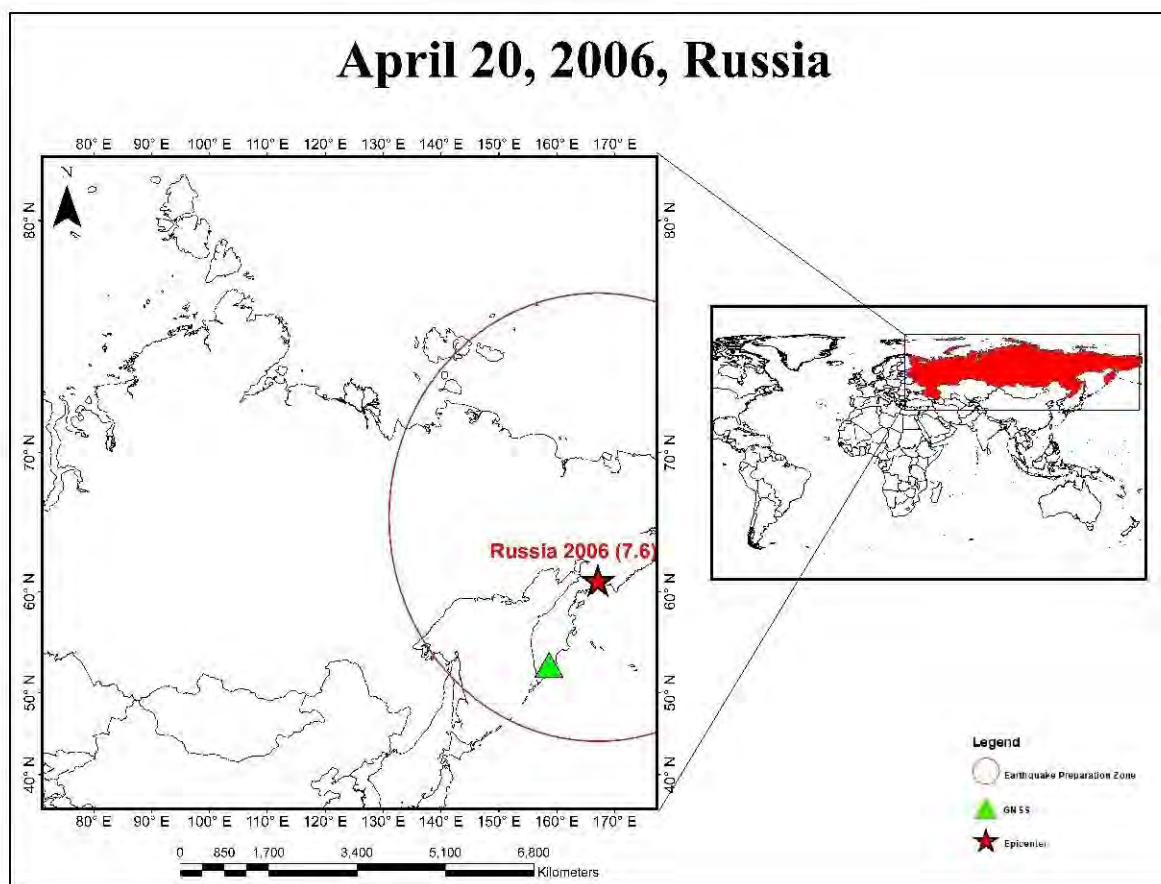 April 20, 2006, Russia
80° E 90° E 100° E 110° E 120° E 130° E 140° E 150° E 160° E 170° E
N
80° N 80° N
70° N 70° N
Russia 2006 (7.6)
60° N 60° N
50° N 50° N
40° N 40° N
80° E 90° E 100° E 110° E 120° E 130° E 140° E 150° E 160° E 170° E
0 850 1,700 3,400 5,100 6,800
Kilometers
Legend
Earthquake Preparation Zone
GNSS
Epicenter